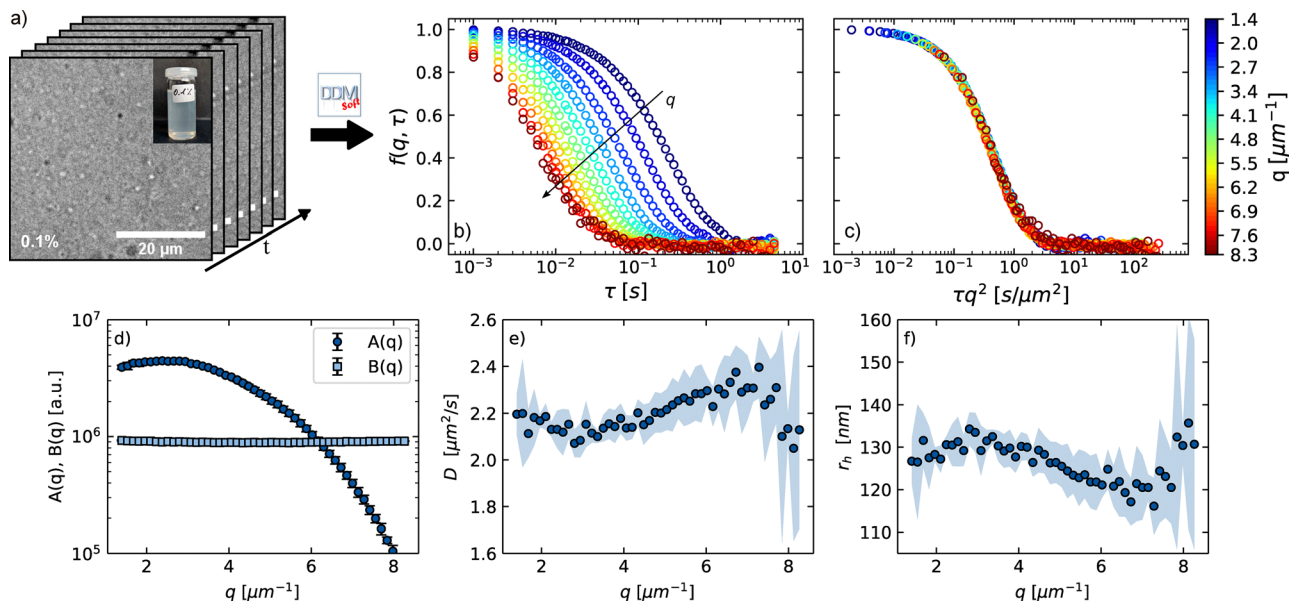 a)
0.1%
0.1%
20 μm
t
DDM
Soft
f(q, τ)
1.0
0.8
0.6
0.4
0.2
0.0
q
b)
10⁻³ 10⁻² 10⁻¹ 10⁰ 10¹
τ [s]
c)
10⁻³ 10⁻² 10⁻¹ 10⁰ 10¹ 10²
τq² [s/μm²]
q [μm⁻¹]
1.4
2.0
2.7
3.4
4.1
4.8
5.5
6.2
6.9
7.6
8.3
A(q), B(q) [a.u.]
10⁷
10⁶
10⁵
d)
A(q)
B(q)
2 4 6 8
q [μm⁻¹]
D [μm²/s]
2.6
2.4
2.2
2.0
1.8
1.6
e)
2 4 6 8
q [μm⁻¹]
rₕ [nm]
160
150
140
130
120
110
f)
2 4 6 8
q [μm⁻¹]